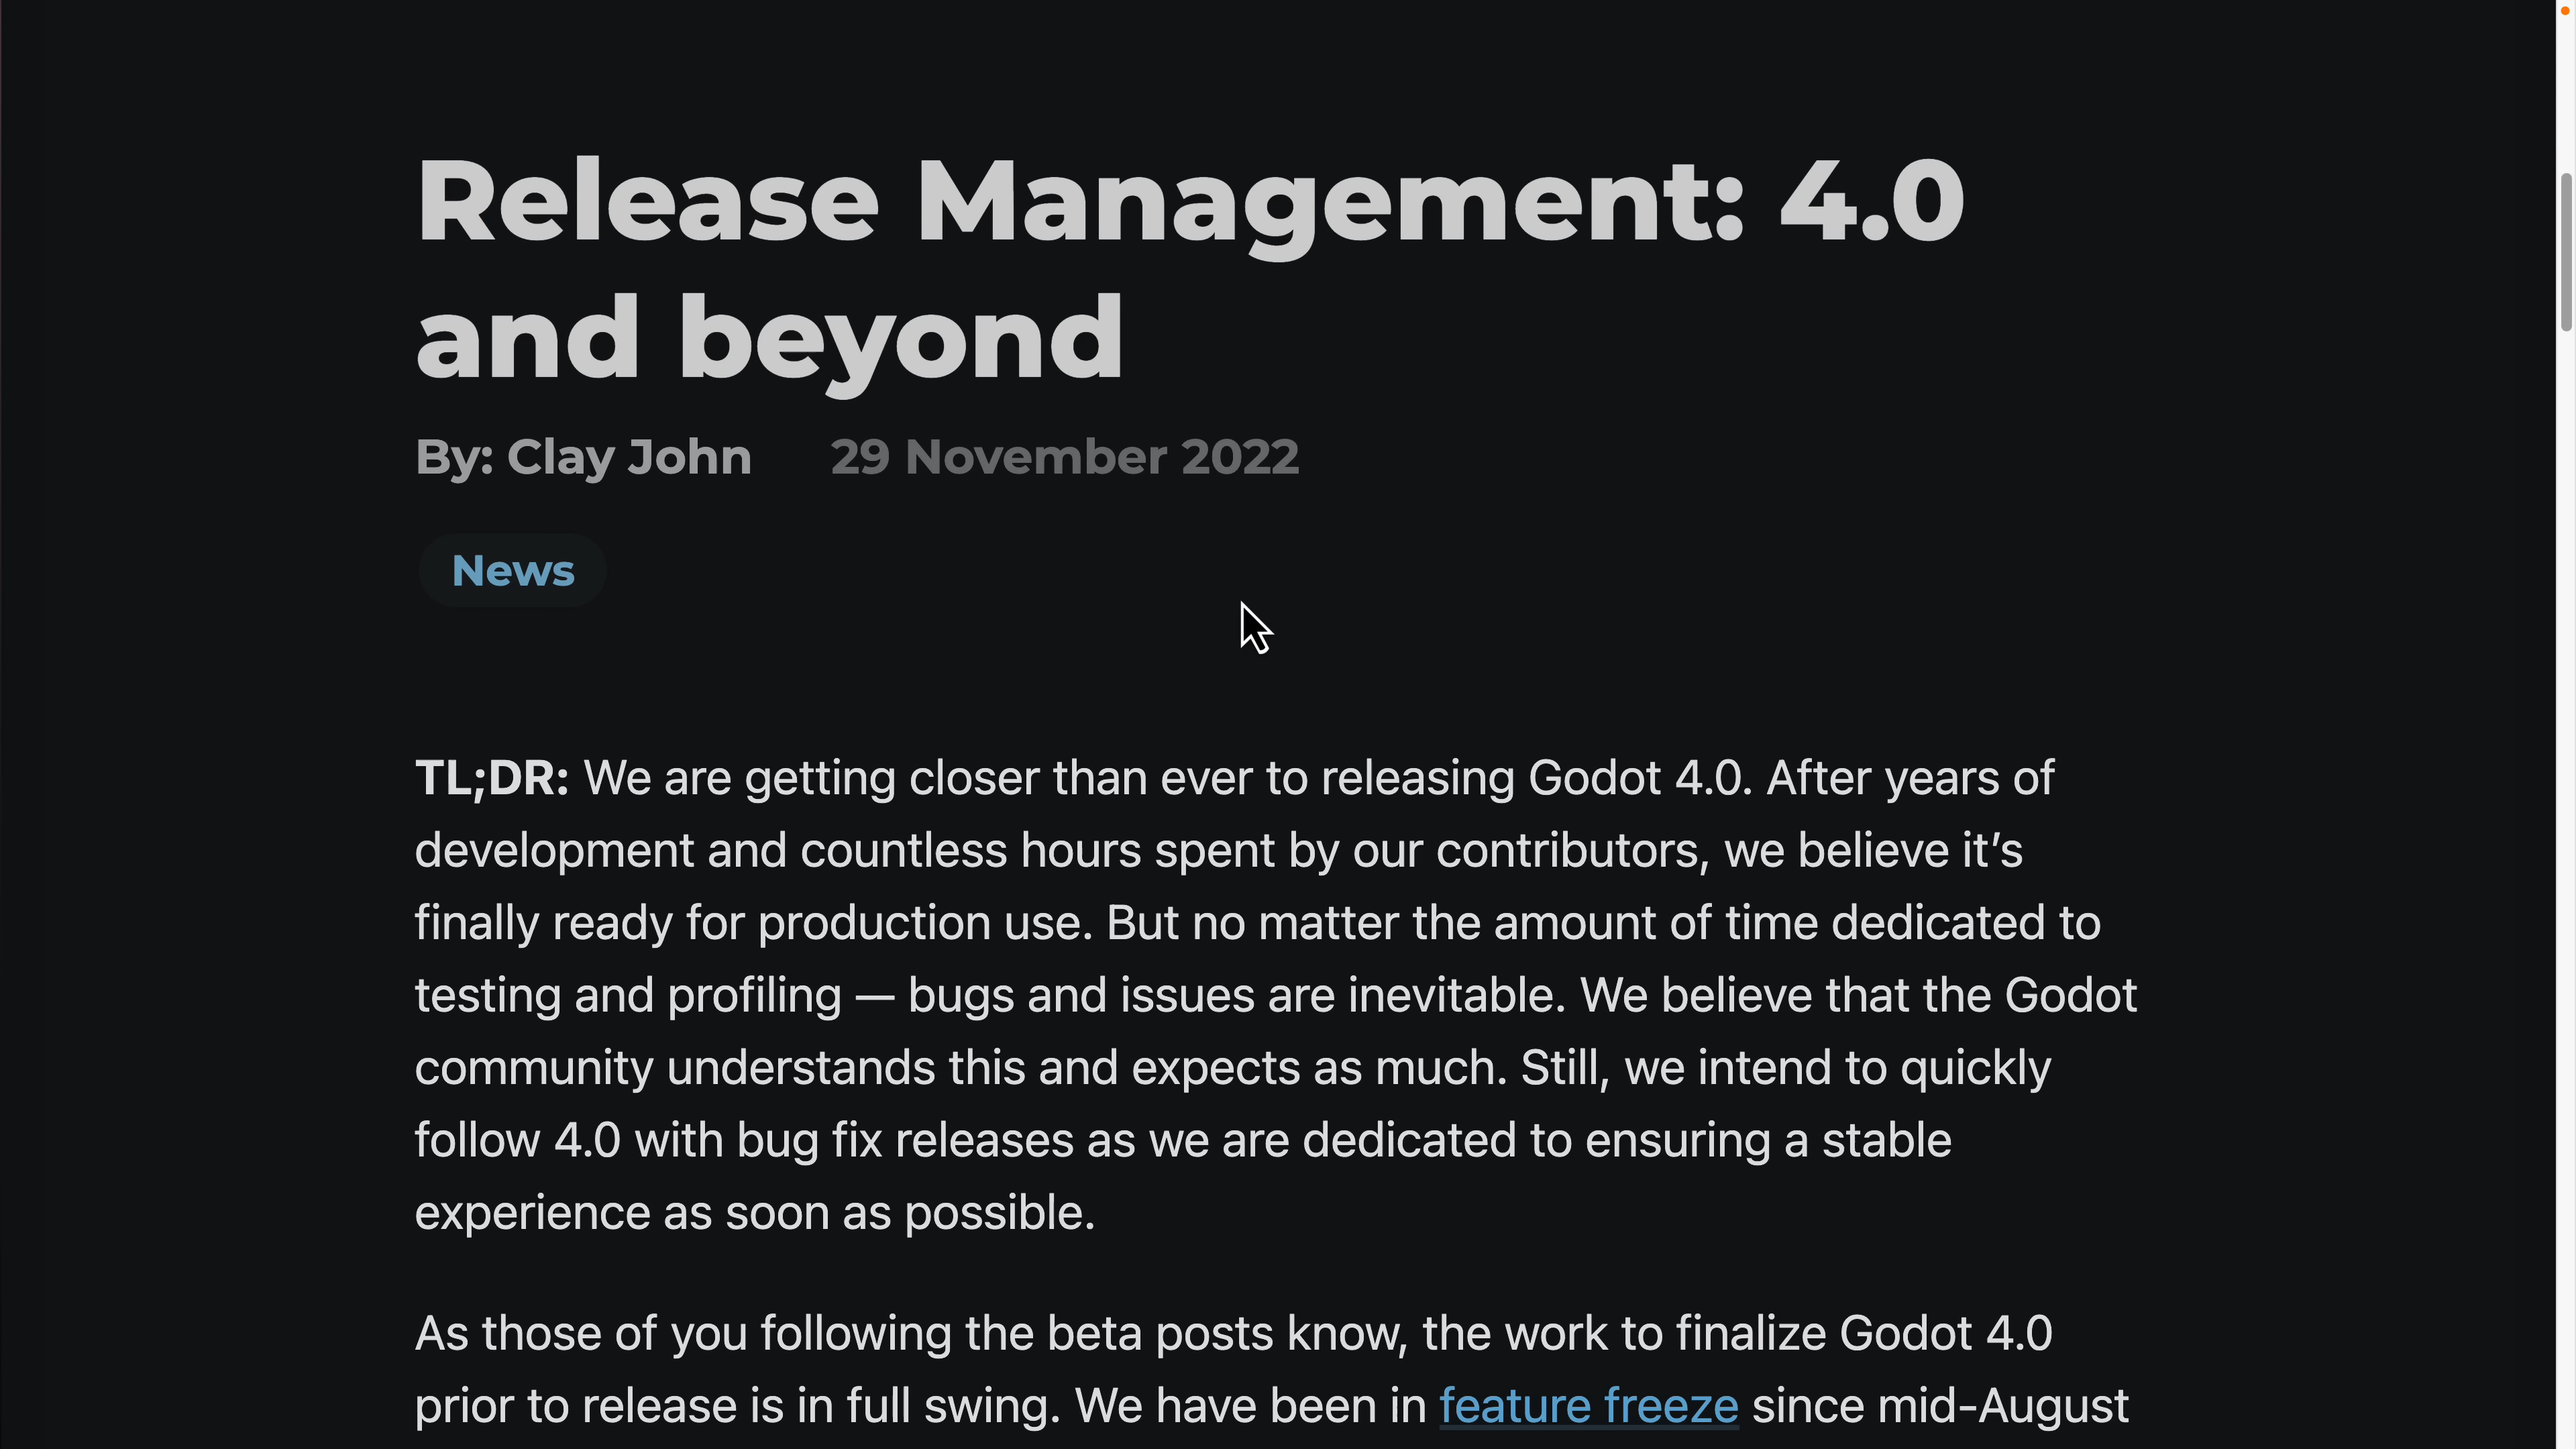 Release Management: 4.0
and beyond
By: Clay John 29 November 2022
News
TL;DR: We are getting closer than ever to releasing Godot 4.0. After years of
development and countless hours spent by our contributors, we believe it’s
finally ready for production use. But no matter the amount of time dedicated to
testing and profiling — bugs and issues are inevitable. We believe that the Godot
community understands this and expects as much. Still, we intend to quickly
follow 4.0 with bug fix releases as we are dedicated to ensuring a stable
experience as soon as possible.
As those of you following the beta posts know, the work to finalize Godot 4.0
prior to release is in full swing. We have been in feature freeze since mid-August